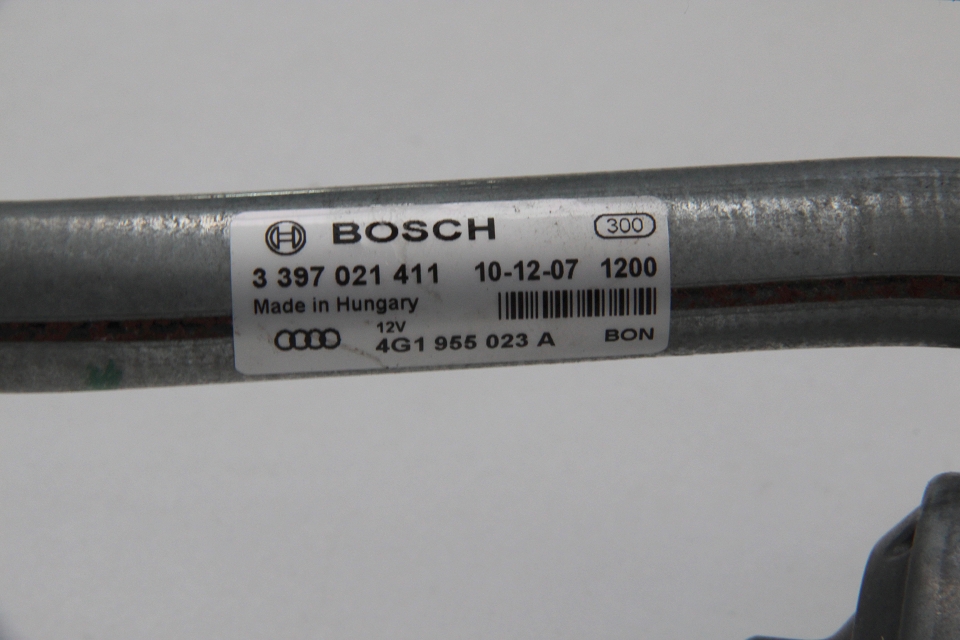 BOSCH 300
3 397 021 411 10-12-07 1200
Made in Hungary
12V
4G1 955 023 A BON